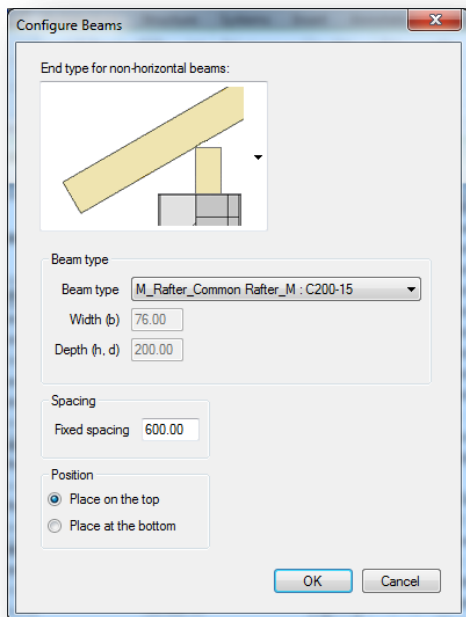 Configure Beams
End type for non-horizontal beams:
Beam type
Beam type M_Rafter_Common Rafter_M : C200-15
Width (b) 76.00
Depth (h, d) 200.00
Spacing
Fixed spacing 600.00
Position
Place on the top
Place at the bottom
OK Cancel